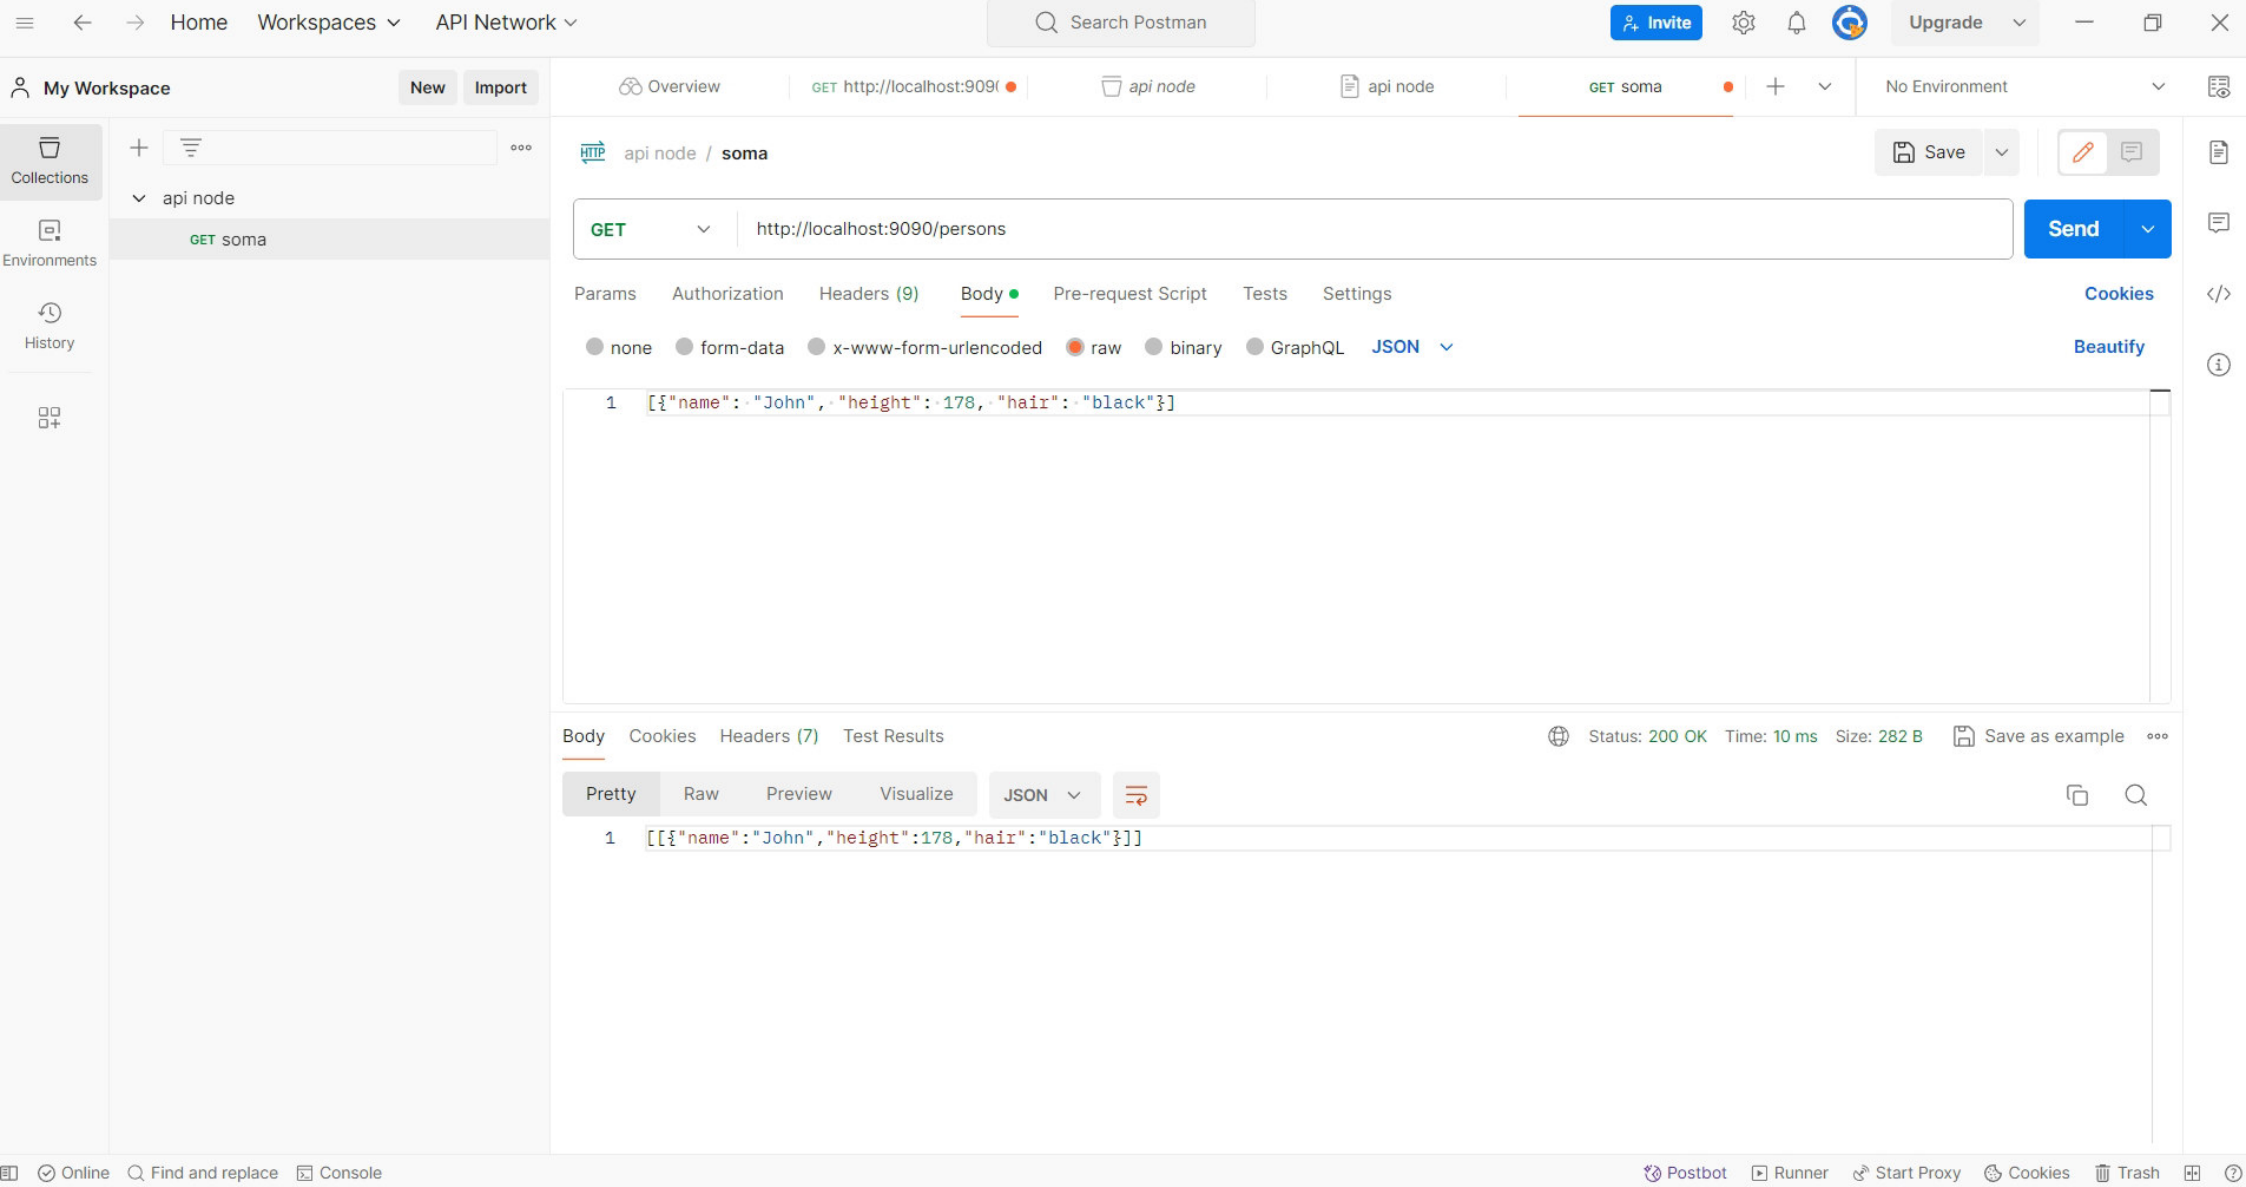 Home Workspaces API Network Search Postman Invite Upgrade
My Workspace New Import
Overview GET http://localhost:909 api node api node GET soma No Environment
Collections
Environments
History
api node
GET soma
HTTP api node / soma Save
GET http://localhost:9090/persons Send
Params Authorization Headers (9) Body Pre-request Script Tests Settings Cookies
none form-data x-www-form-urlencoded raw binary GraphQL JSON Beautify
1 [{"name": "John", "height": 178, "hair": "black"}]
Body Cookies Headers (7) Test Results Status: 200 OK Time: 10 ms Size: 282 B Save as example
Pretty Raw Preview Visualize JSON
1 [[{"name":"John","height":178,"hair":"black"}]]
Online Find and replace Console Postbot Runner Start Proxy Cookies Trash